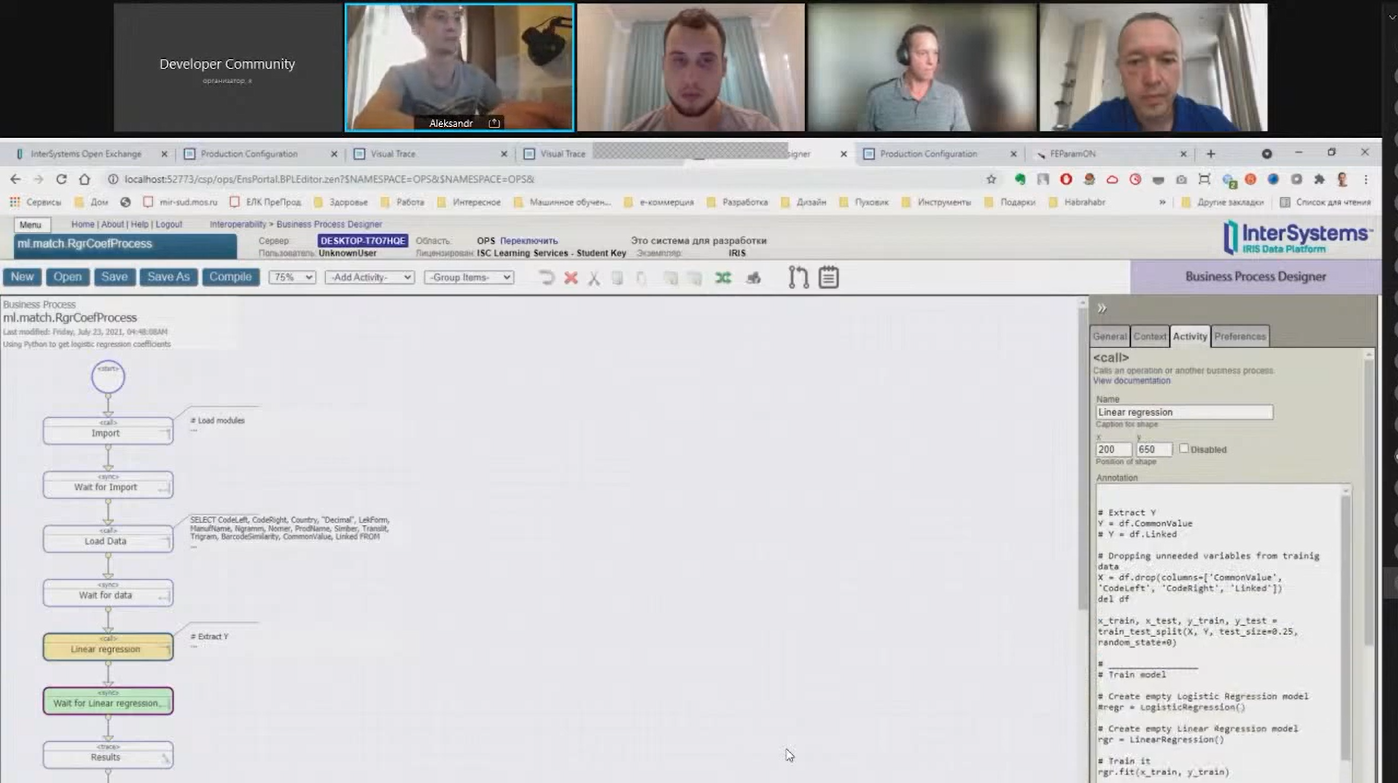 Developer Community
организатор, я
Aleksandr
InterSystems Open Exchange
Production Configuration
Visual Trace
Visual Trace
signer
Production Configuration
FEParamON
localhost:52773/csp/ops/EnsPortal.BPLEditor.zen?$NAMESPACE=OPS&$NAMESPACE=OPS&
Сервисы
Дом
mir-sud.mos.ru
ЕЛК ПреПрод
Здоровье
Работа
Интересное
Машинное обучен...
е-коммерция
Разработка
Дизайн
Пуховик
Инструменты
Подарки
Habrahabr
»
Другие закладки
Список для чтения
Menu
Home | About | Help | Logout
Interoperability > Business Process Designer
ml.match.RgrCoefProcess
Сервер: DESKTOP-T7O7HQE
Область: OPS Переключить
Это система для разработки
Пользователь: UnknownUser
Лицензирован: ISC Learning Services - Student Key
Экземпляр: IRIS
InterSystems™
IRIS Data Platform
New
Open
Save
Save As
Compile
75%
-Add Activity-
-Group Items-
Business Process Designer
Business Process
ml.match.RgrCoefProcess
Last modified: Friday, July 23, 2021, 04:48:08AM
Using Python to get logistic regression coefficients
<start>
<call>
Import
# Load modules
...
<sync>
Wait for Import
<call>
Load Data
SELECT CodeLeft, CodeRight, Country, "Decimal", LekForm,
ManufName, Ngramm, Nomer, ProdName, Simber, Translit,
Trigram, BarcodeSimilarity, CommonValue, Linked FROM
...
<sync>
Wait for data
<call>
Linear regression
# Extract Y
...
<sync>
Wait for Linear regression,...
<trace>
Results
»
General
Context
Activity
Preferences
<call>
Calls an operation or another business process
View documentation
Name
Linear regression
Caption for shape
x y
200 650 Disabled
Position of shape
Annotation
# Extract Y
Y = df.CommonValue
# Y = df.Linked
# Dropping unneeded variables from trainig
data
X = df.drop(columns=['CommonValue',
'CodeLeft', 'CodeRight', 'Linked'])
del df
x_train, x_test, y_train, y_test =
train_test_split(X, Y, test_size=0.25,
random_state=0)
# _________________
# Train model
# Create empty Logistic Regression model
#regr = LogisticRegression()
# Create empty Linear Regression model
rgr = LinearRegression()
# Train it
rgr.fit(x_train, y_train)